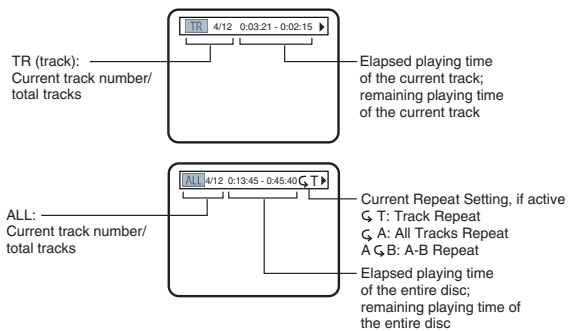 TR 4/12 0:03:21 - 0:02:15
TR (track):
Current track number/
total tracks
Elapsed playing time
of the current track;
remaining playing time
of the current track
ALL 4/12 0:13:45 - 0:45:40 T
ALL:
Current track number/
total tracks
Current Repeat Setting, if active
T: Track Repeat
A: All Tracks Repeat
A B: A-B Repeat
Elapsed playing time
of the entire disc;
remaining playing time of
the entire disc